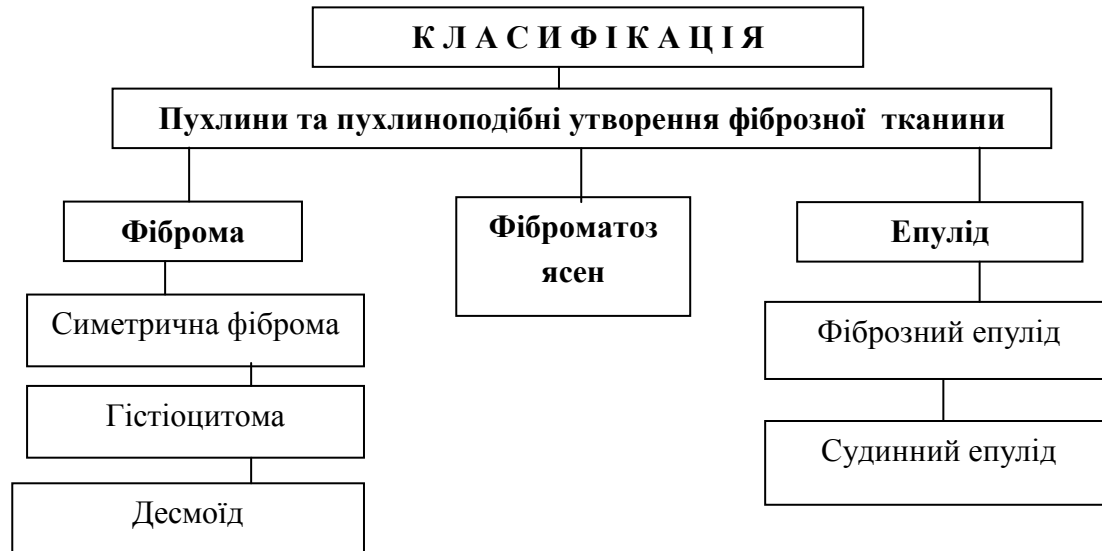 К Л А С И Ф І К А Ц І Я
Пухлини та пухлиноподібні утворення фіброзної тканини
Фіброма
Симетрична фіброма
Гістіоцитома
Десмоїд
Фіброматоз
ясен
Епулід
Фіброзний епулід
Судинний епулід